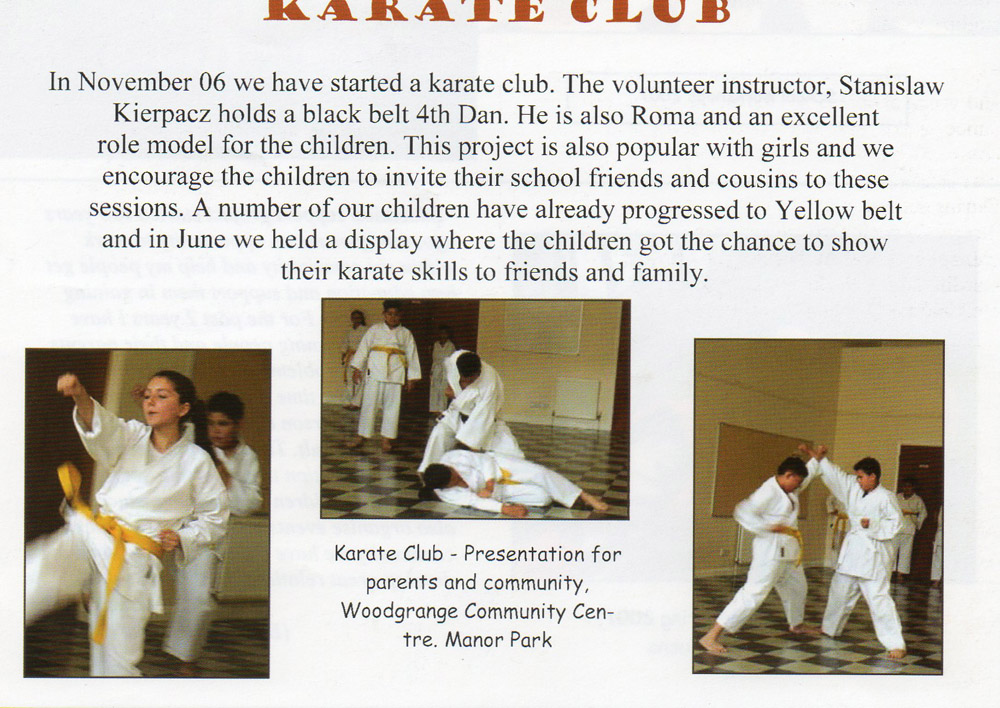 KARATE CLUB
In November 06 we have started a karate club. The volunteer instructor, Stanislaw
Kierpacz holds a black belt 4th Dan. He is also Roma and an excellent
role model for the children. This project is also popular with girls and we
encourage the children to invite their school friends and cousins to these
sessions. A number of our children have already progressed to Yellow belt
and in June we held a display where the children got the chance to show
their karate skills to friends and family.
Karate Club - Presentation for
parents and community,
Woodgrange Community Cen-
tre. Manor Park